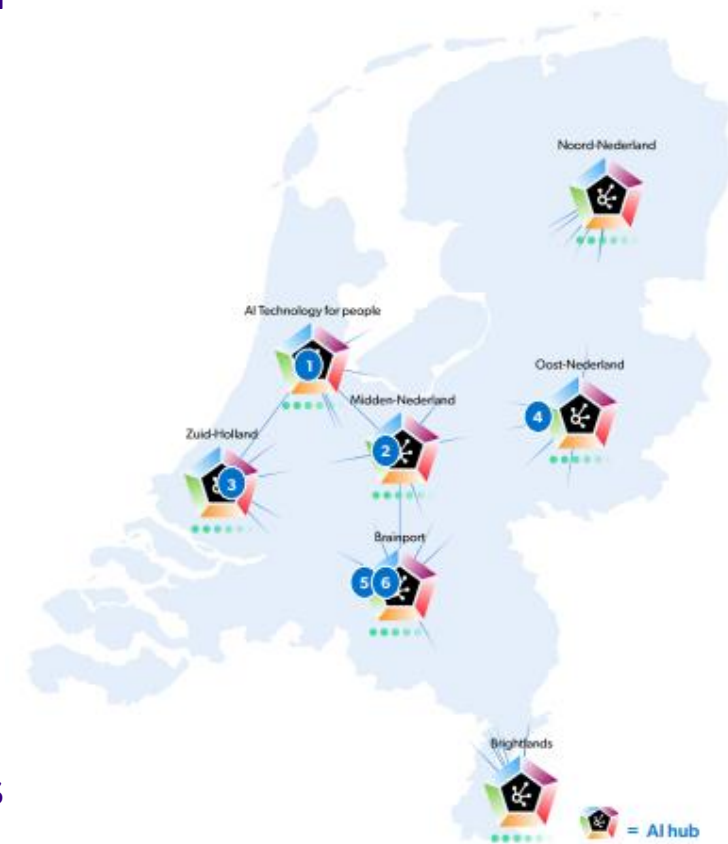 Noord-Nederland
AI Technology for people
1
Oost-Nederland
Midden-Nederland
4
Zuid-Holland
2
3
Brainport
5 6
Brightlands
= AI hub